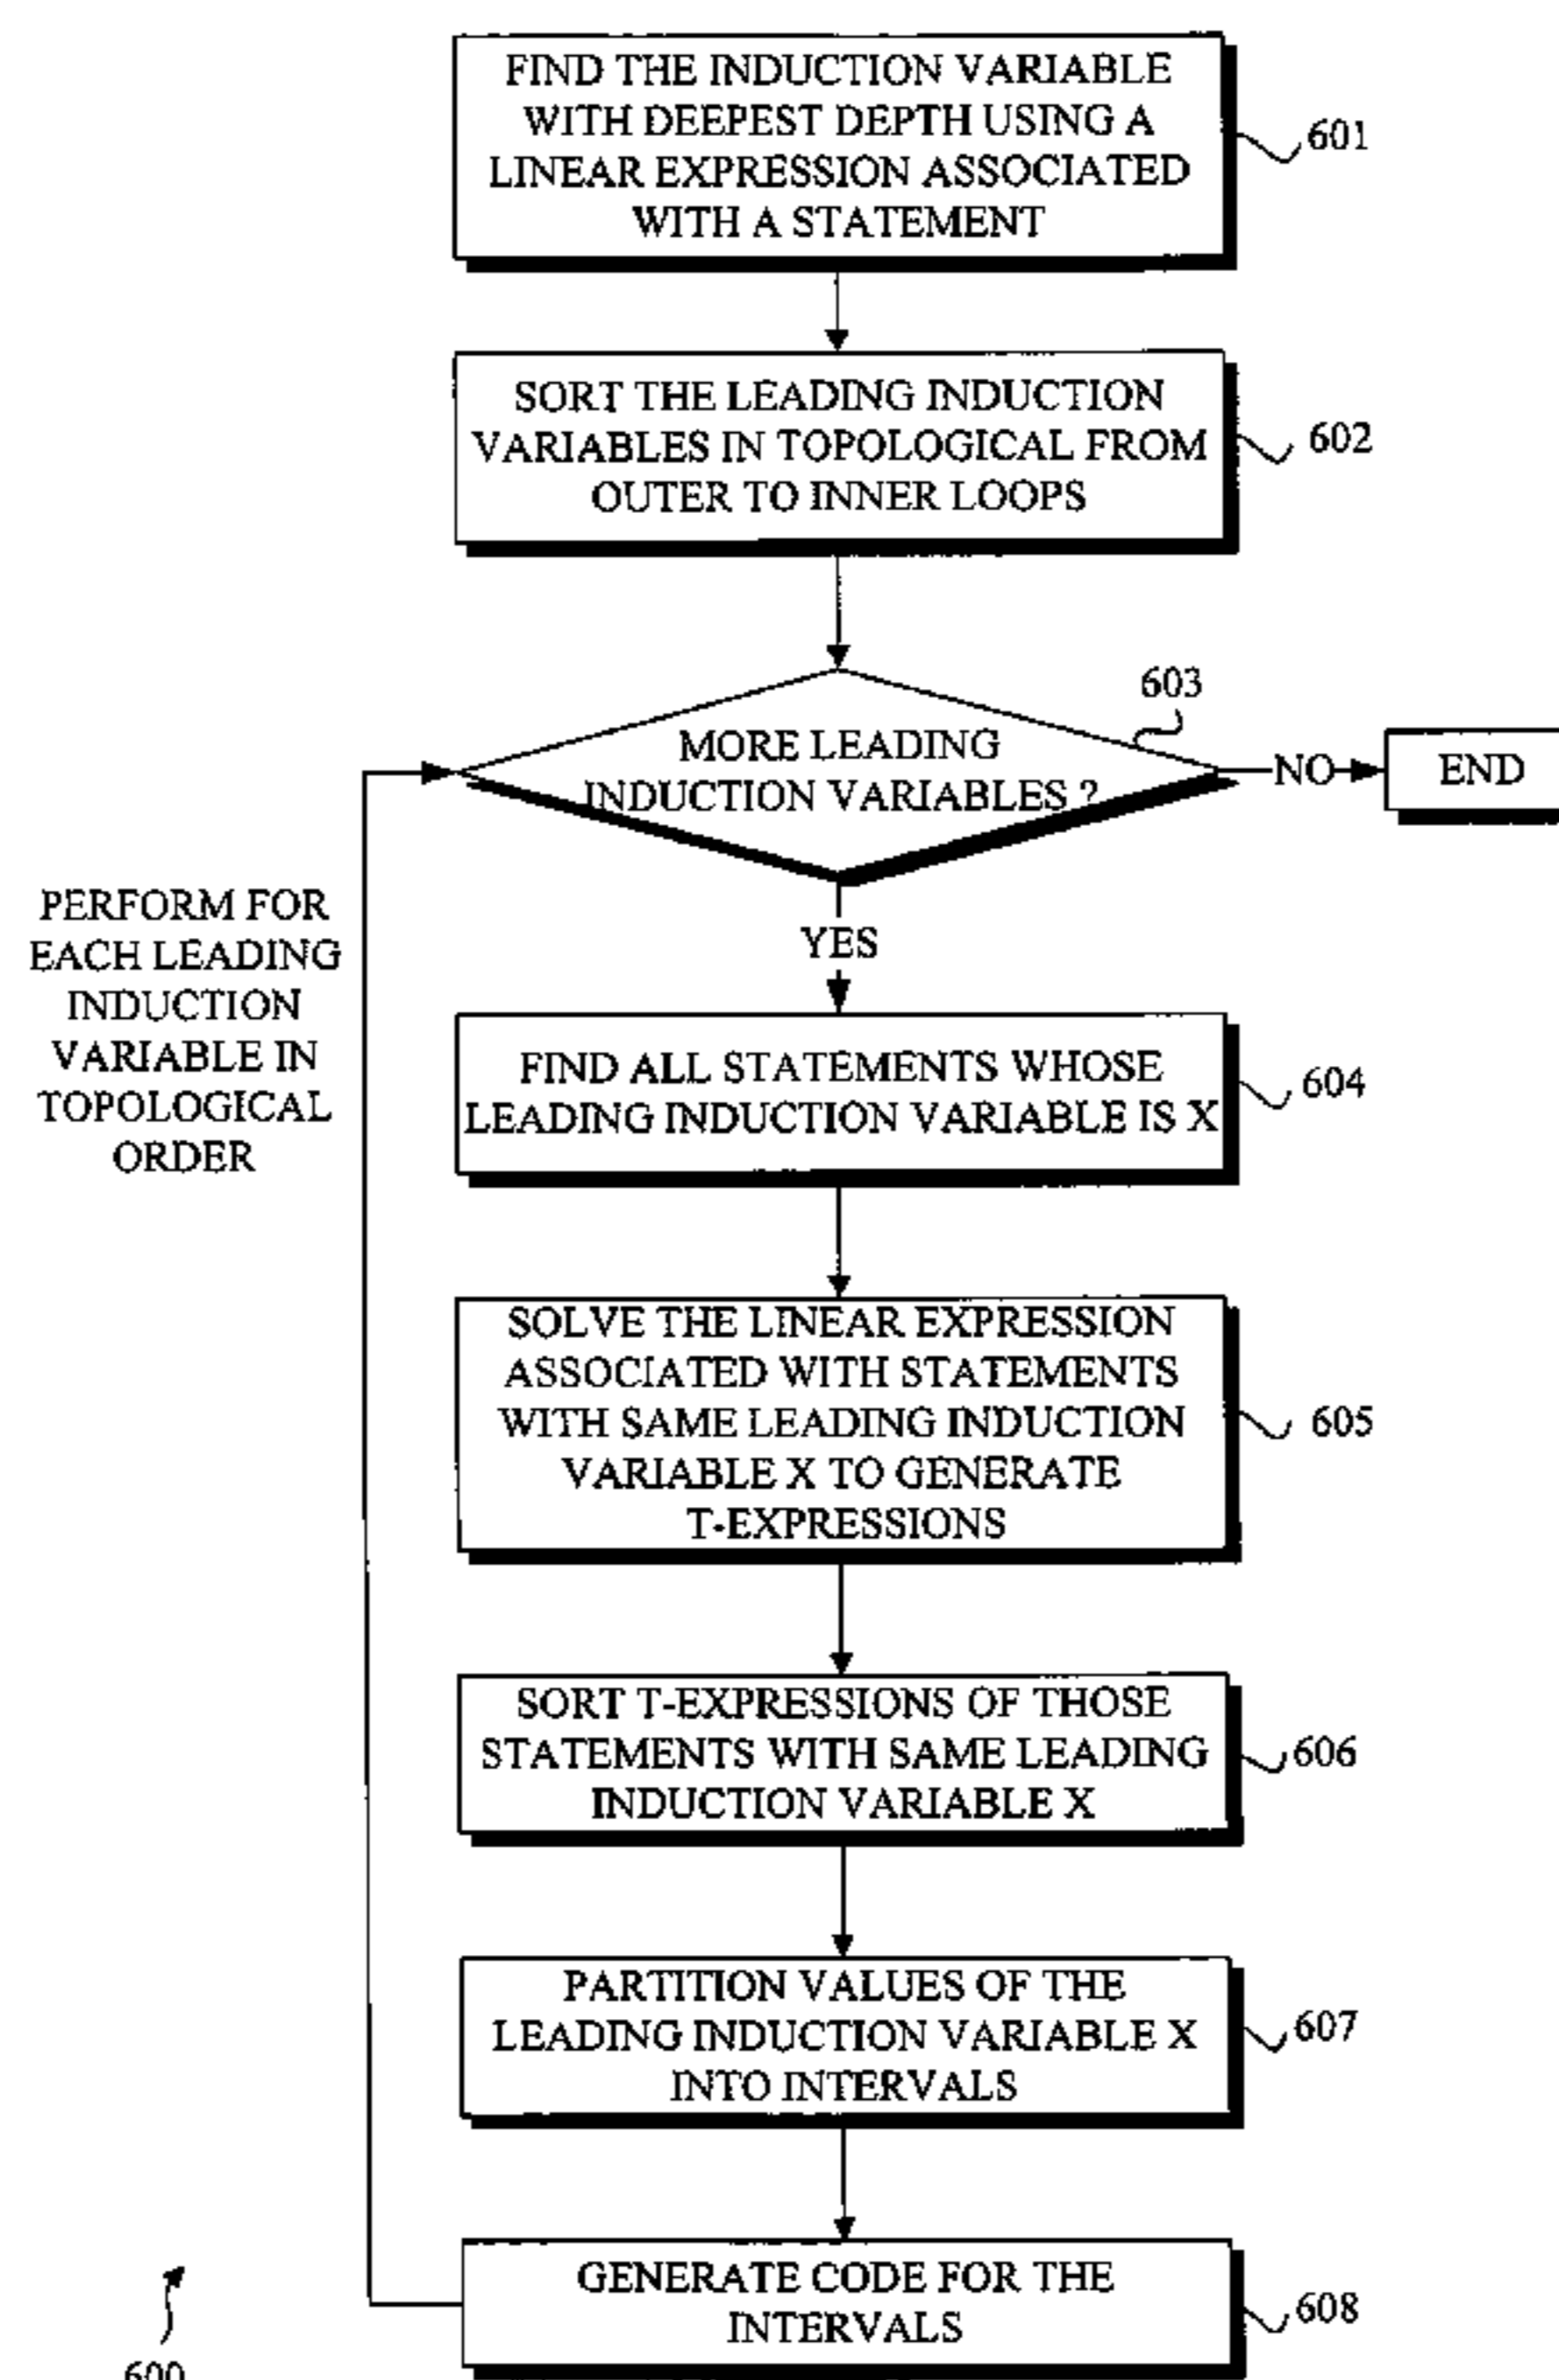 FIND THE INDUCTION VARIABLE
WITH DEEPEST DEPTH USING A
LINEAR EXPRESSION ASSOCIATED
WITH A STATEMENT
601
SORT THE LEADING INDUCTION
VARIABLES IN TOPOLOGICAL FROM
OUTER TO INNER LOOPS
602
603
MORE LEADING
INDUCTION VARIABLES ?
NO
END
YES
PERFORM FOR
EACH LEADING
INDUCTION
VARIABLE IN
TOPOLOGICAL
ORDER
FIND ALL STATEMENTS WHOSE
LEADING INDUCTION VARIABLE IS X
604
SOLVE THE LINEAR EXPRESSION
ASSOCIATED WITH STATEMENTS
WITH SAME LEADING INDUCTION
VARIABLE X TO GENERATE
T-EXPRESSIONS
605
SORT T-EXPRESSIONS OF THOSE
STATEMENTS WITH SAME LEADING
INDUCTION VARIABLE X
606
PARTITION VALUES OF THE
LEADING INDUCTION VARIABLE X
INTO INTERVALS
607
GENERATE CODE FOR THE
INTERVALS
608
600